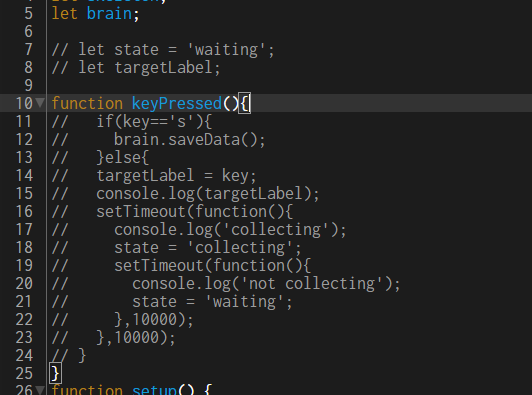 5 let brain;
6
7 // let state = 'waiting';
8 // let targetLabel;
9
10 function keyPressed(){
11 //   if(key=='s'){
12 //     brain.saveData();
13 //   }else{
14 //   targetLabel = key;
15 //   console.log(targetLabel);
16 //   setTimeout(function(){
17 //     console.log('collecting');
18 //     state = 'collecting';
19 //     setTimeout(function(){
20 //       console.log('not collecting');
21 //       state = 'waiting';
22 //     },10000);
23 //   },10000);
24 // }
25 }
26 function setup() {